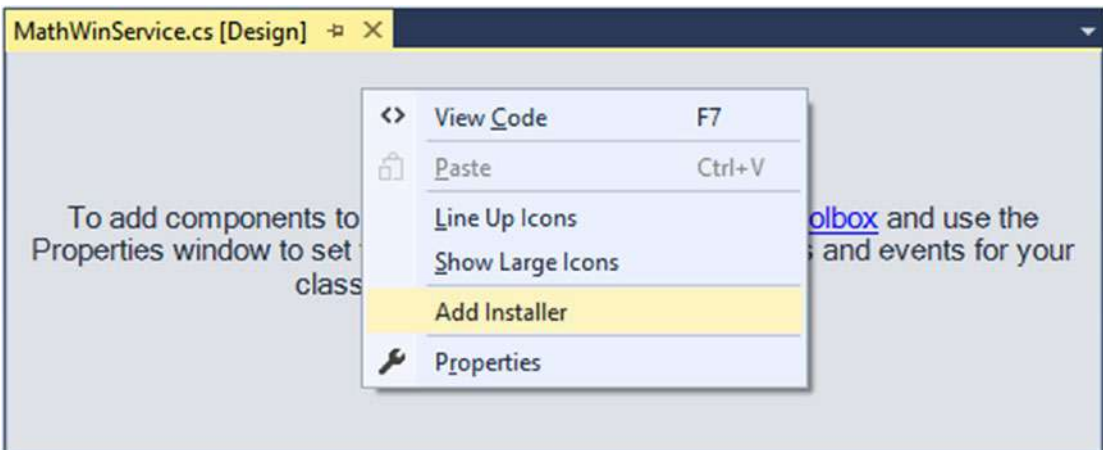 MathWinService.cs [Design]
View Code F7
Paste Ctrl+V
To add components to
Line Up Icons
olbox and use the
Properties window to set
Show Large Icons
s and events for your
class
Add Installer
Properties